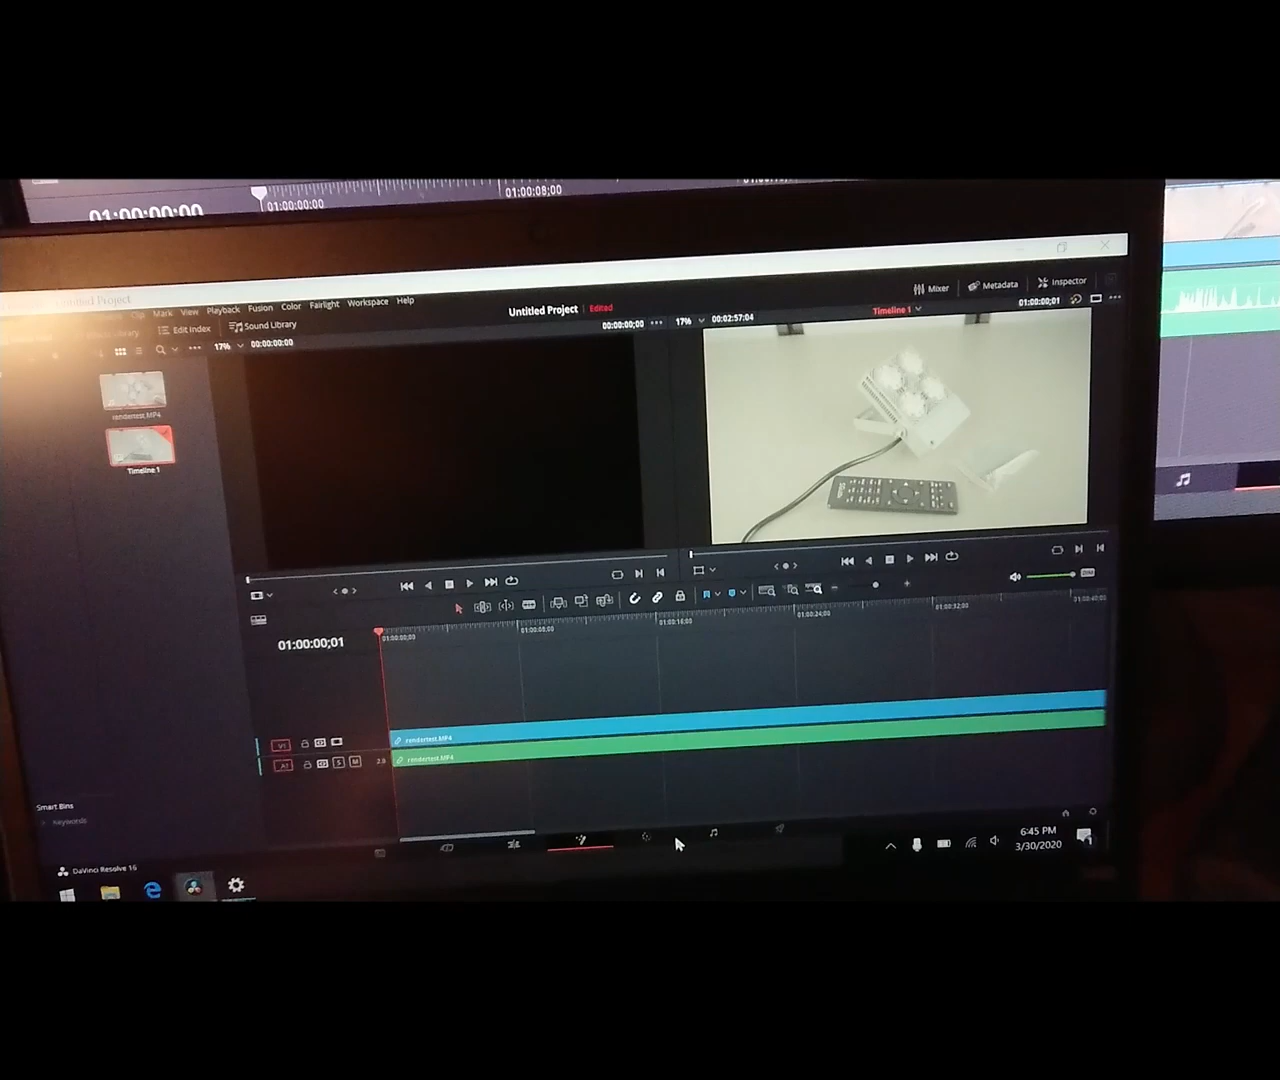 01:00:00:00
01:00:00;00
01:00:08;00
Untitled Project
Mark View Playback Fusion Color Fairlight Workspace Help
Untitled Project Edited
Mixer Metadata Inspector
Edit Index Sound Library
00:00:00;00 17% 00:02:57:04 Timeline 1 01:00:00;01
17% 00:00:00:00
rendertest.MP4
Timeline 1
01:00:00;01
01:00:00;00 01:00:08;00 01:00:16;00 01:00:24;00 01:00:32;00 01:00:40;00
V1 rendertest.MP4
A1 S M 2.0 rendertest.MP4
Smart Bins
Keywords
DaVinci Resolve 16
6:45 PM
3/30/2020